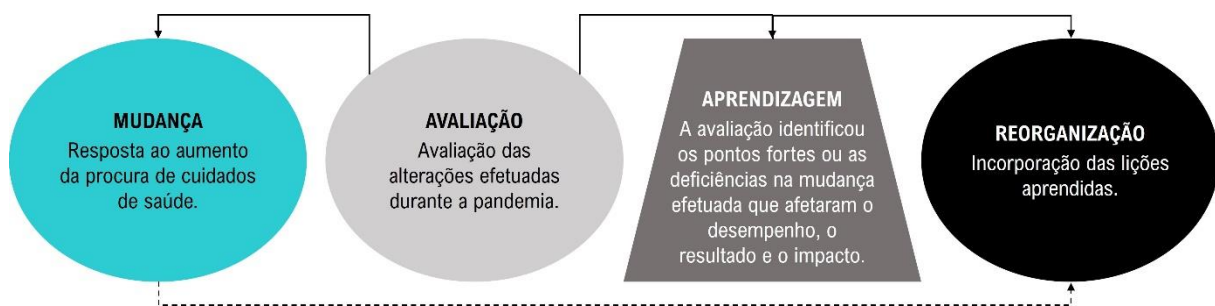 MUDANÇA
Resposta ao aumento
da procura de cuidados
de saúde.
AVALIAÇÃO
Avaliação das
alterações efetuadas
durante a pandemia.
APRENDIZAGEM
A avaliação identificou
os pontos fortes ou as
deficiências na mudança
efetuada que afetaram o
desempenho, o
resultado e o impacto.
REORGANIZAÇÃO
Incorporação das lições
aprendidas.